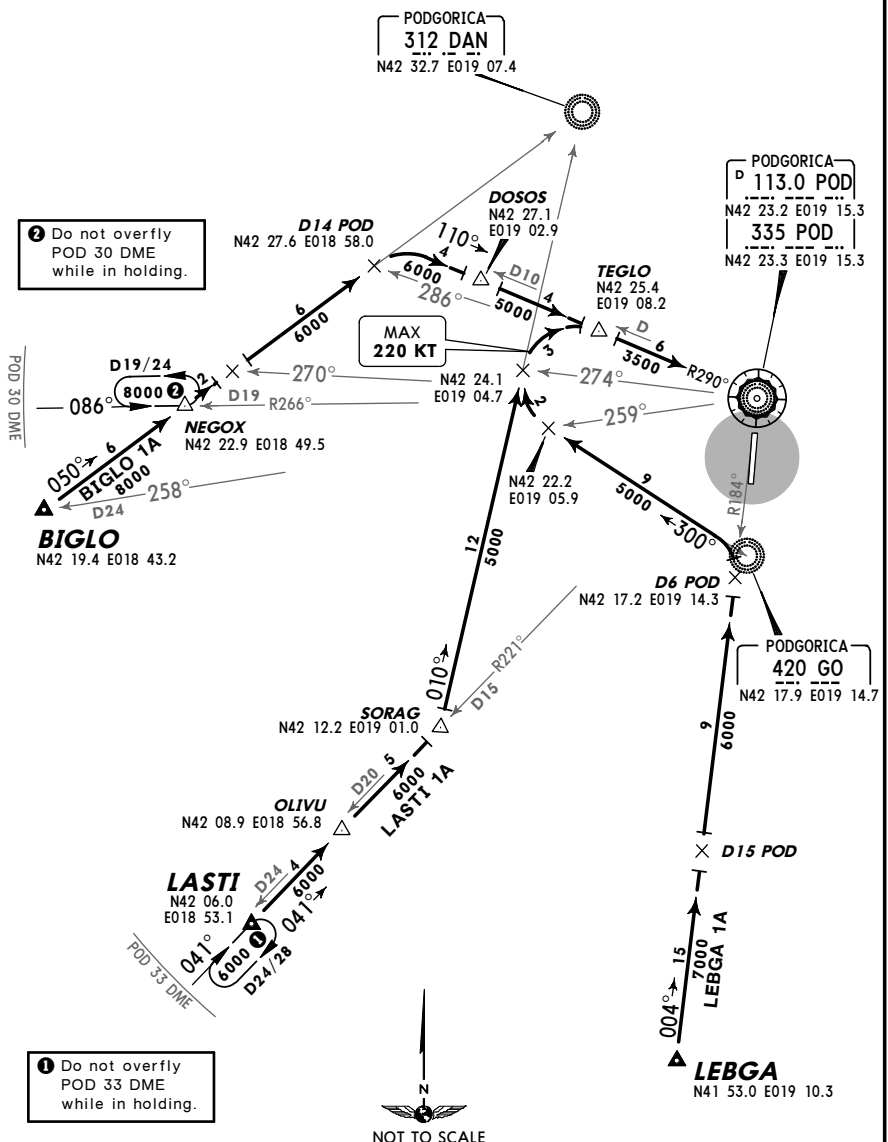 PODGORICA
312 DAN
N42 32.7 E019 07.4
PODGORICA
D 113.0 POD
N42 23.2 E019 15.3
335 POD
N42 23.3 E019 15.3
❷ Do not overfly
POD 30 DME
while in holding.
D14 POD
N42 27.6 E018 58.0
110°
DOSOS
N42 27.1
E019 02.9
4
6000
286°
D10
4
5000
TEGLO
N42 25.4
E019 08.2
D
6
3500
R290°
MAX
220 KT
3
6
6000
POD 30 DME
D19/24
8000 ❷
2
086°
D19
270°
R266°
N42 24.1
E019 04.7
274°
259°
2
NEGOX
N42 22.9 E018 49.5
050°
6
BIGLO 1A
8000
258°
D24
BIGLO
N42 19.4 E018 43.2
N42 22.2
E019 05.9
9
5000
300°
R184°
D6 POD
N42 17.2 E019 14.3
PODGORICA
420 GO
N42 17.9 E019 14.7
12
5000
010°
R221°
D15
SORAG
N42 12.2 E019 01.0
9
6000
D20
5
6000
LASTI 1A
OLIVU
N42 08.9 E018 56.8
D15 POD
D24
4
6000
041°
LASTI
N42 06.0
E018 53.1
041°
6000 ❶
D24/28
POD 33 DME
15
7000
LEBGA 1A
004°
LEBGA
N41 53.0 E019 10.3
❶ Do not overfly
POD 33 DME
while in holding.
N
NOT TO SCALE